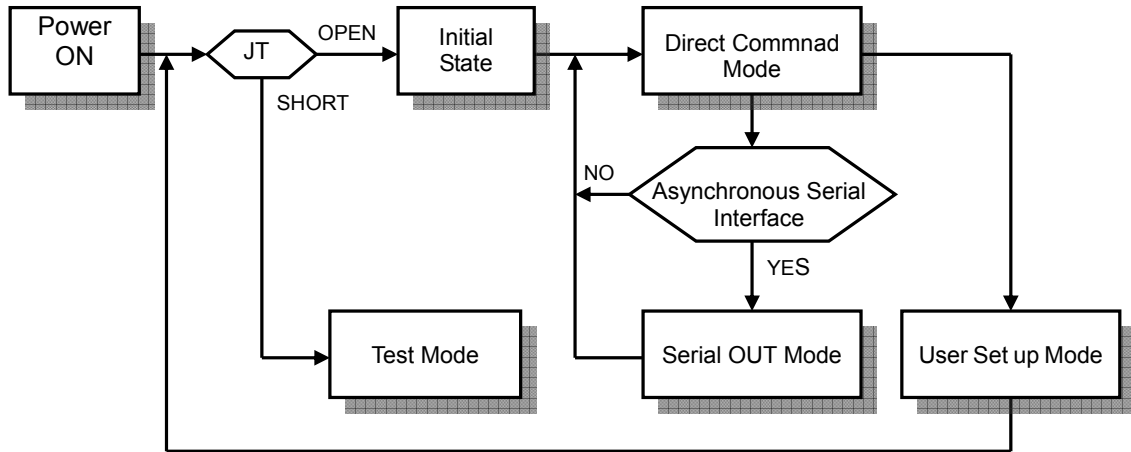 Power
ON
JT
OPEN
SHORT
Initial
State
Direct Commnad
Mode
NO
Asynchronous Serial
Interface
YES
Test Mode
Serial OUT Mode
User Set up Mode